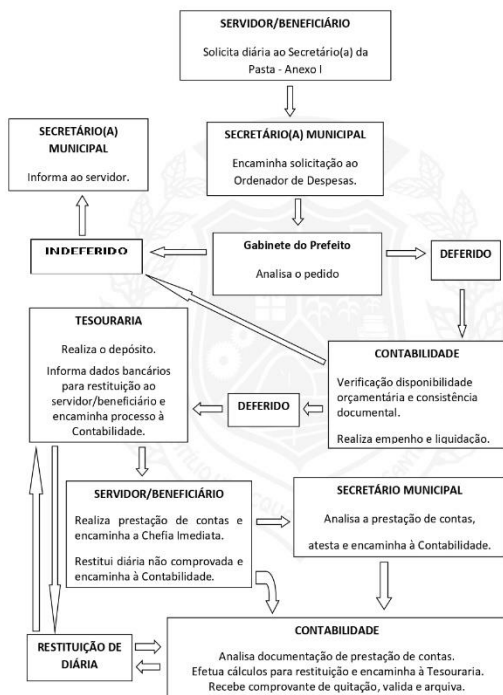 SERVIDOR/BENEFICIÁRIO
Solicita diária ao Secretário(a) da
Pasta - Anexo I
SECRETÁRIO(A)
MUNICIPAL
Informa ao servidor.
SECRETÁRIO(A) MUNICIPAL
Encaminha solicitação ao
Ordenador de Despesas.
INDEFERIDO
Gabinete do Prefeito
Analisa o pedido
DEFERIDO
TESOURARIA
Realiza o depósito.
Informa dados bancários
para restituição ao
servidor/beneficiário e
encaminha processo à
Contabilidade.
DEFERIDO
CONTABILIDADE
Verificação disponibilidade
orçamentária e consistência
documental.
Realiza empenho e liquidação.
SERVIDOR/BENEFICIÁRIO
Realiza prestação de contas e
encaminha a Chefia Imediata.
Restitui diária não comprovada e
encaminha à Contabilidade.
SECRETÁRIO MUNICIPAL
Analisa a prestação de contas,
atesta e encaminha à Contabilidade.
RESTITUIÇÃO DE
DIÁRIA
CONTABILIDADE
Analisa documentação de prestação de contas.
Efetua cálculos para restituição e encaminha à Tesouraria.
Recebe comprovante de quitação, valida e arquiva.